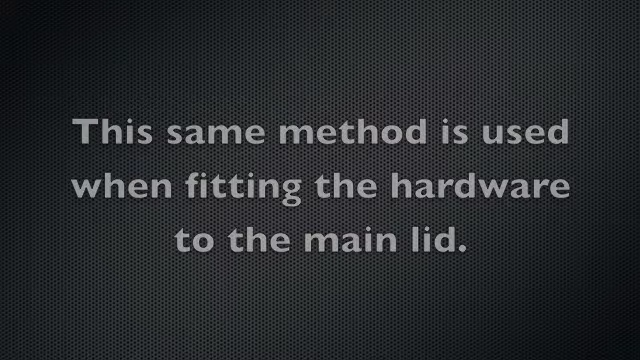 This same method is used
when fitting the hardware
to the main lid.